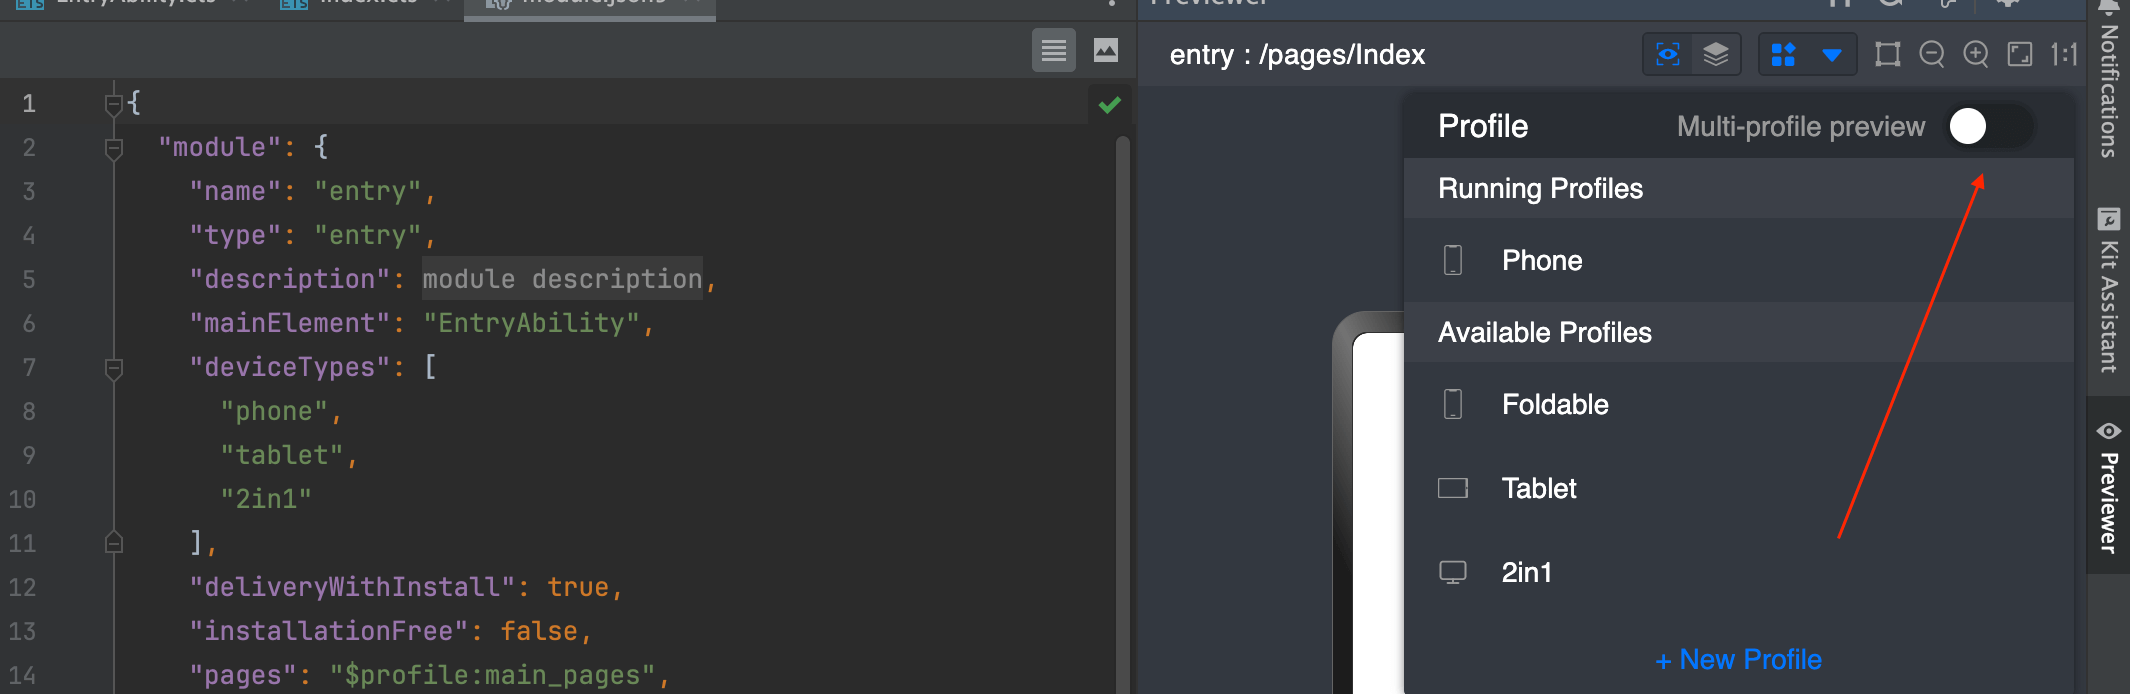 EntryAbility.ets
index.ets
module.json5
1 {
2 "module": {
3 "name": "entry",
4 "type": "entry",
5 "description": module description,
6 "mainElement": "EntryAbility",
7 "deviceTypes": [
8 "phone",
9 "tablet",
10 "2in1"
11 ],
12 "deliveryWithInstall": true,
13 "installationFree": false,
14 "pages": "$profile:main_pages",
Previewer
entry : /pages/Index
1:1
Profile
Multi-profile preview
Running Profiles
Phone
Available Profiles
Foldable
Tablet
2in1
+ New Profile
Notifications
Kit Assistant
Previewer